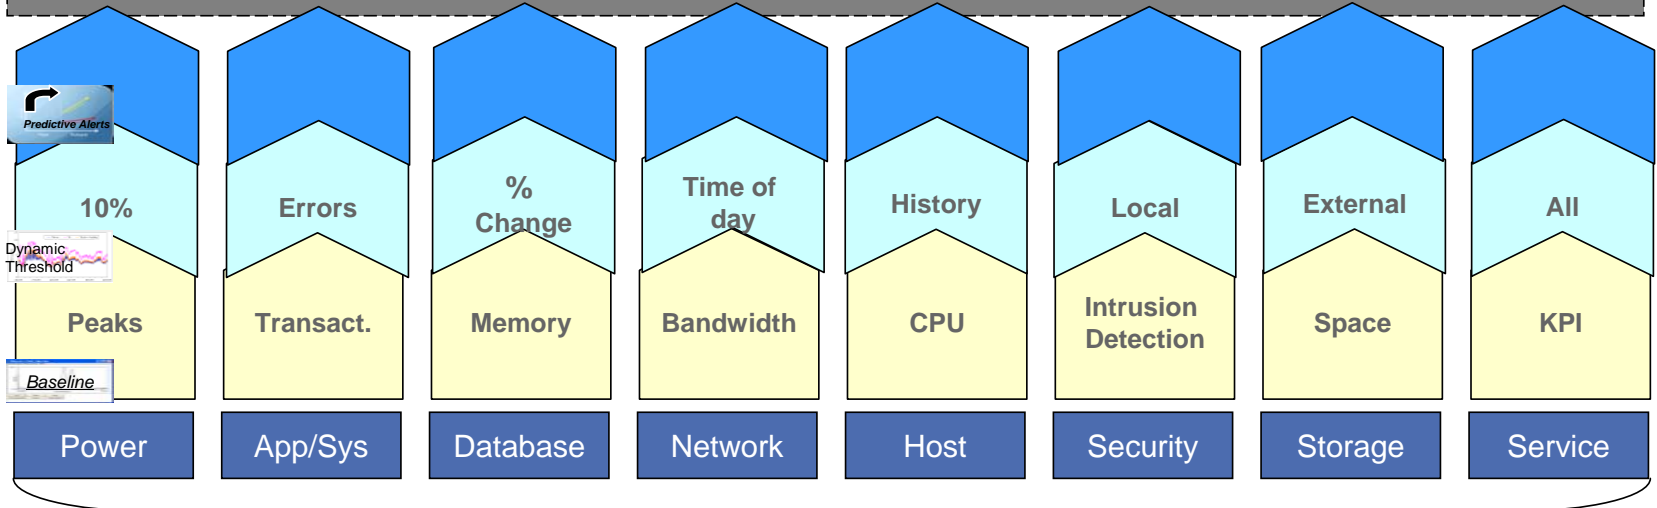 Predictive Alerts
10%
Errors
%
Change
Time of
day
History
Local
External
All
Dynamic
Threshold
Peaks
Transact.
Memory
Bandwidth
CPU
Intrusion
Detection
Space
KPI
Baseline
Power
App/Sys
Database
Network
Host
Security
Storage
Service